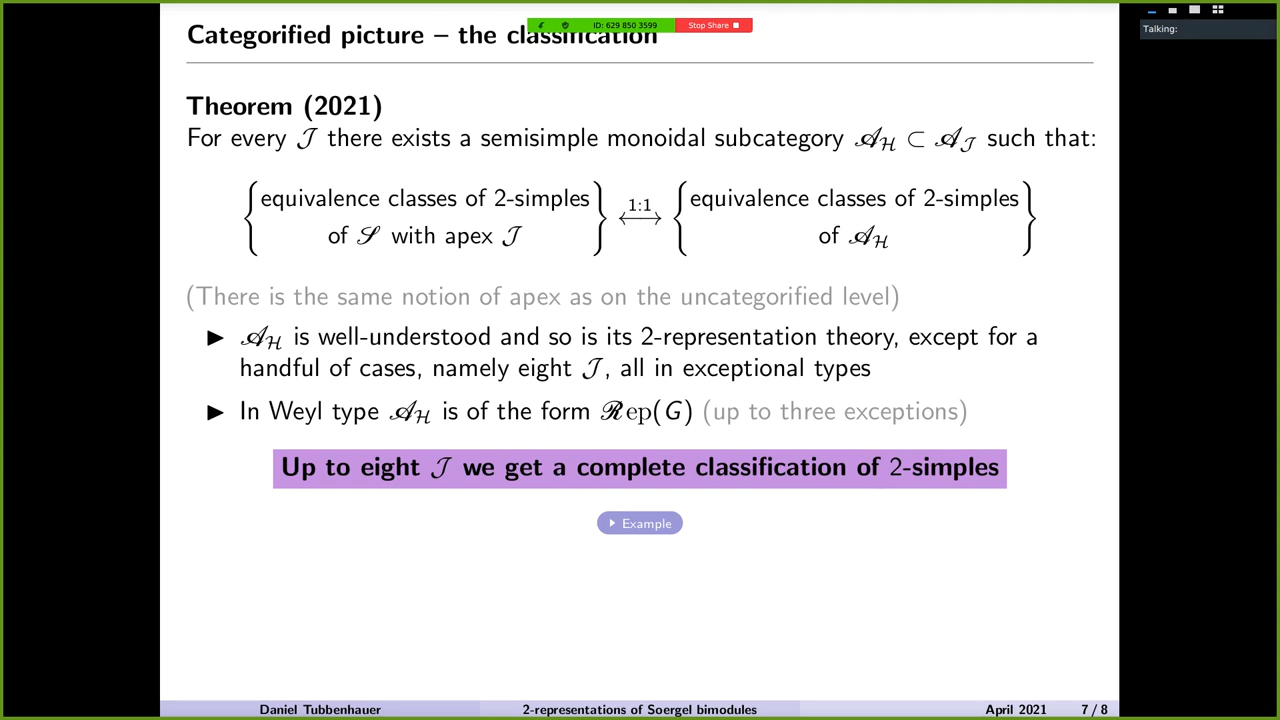 Categorified picture – the classification
ID: 629 850 3599
Stop Share
Talking:
Theorem (2021)
For every 𝒥 there exists a semisimple monoidal subcategory 𝒜_ℋ ⊂ 𝒜_𝒥 such that:
{equivalence classes of 2-simples of 𝒮 with apex 𝒥} ⟷ 1:1 {equivalence classes of 2-simples of 𝒜_ℋ}
(There is the same notion of apex as on the uncategorified level)
▶ 𝒜_ℋ is well-understood and so is its 2-representation theory, except for a
handful of cases, namely eight 𝒥, all in exceptional types
▶ In Weyl type 𝒜_ℋ is of the form ℛep(G) (up to three exceptions)
Up to eight 𝒥 we get a complete classification of 2-simples
Example
Daniel Tubbenhauer
2-representations of Soergel bimodules
April 2021
7 / 8